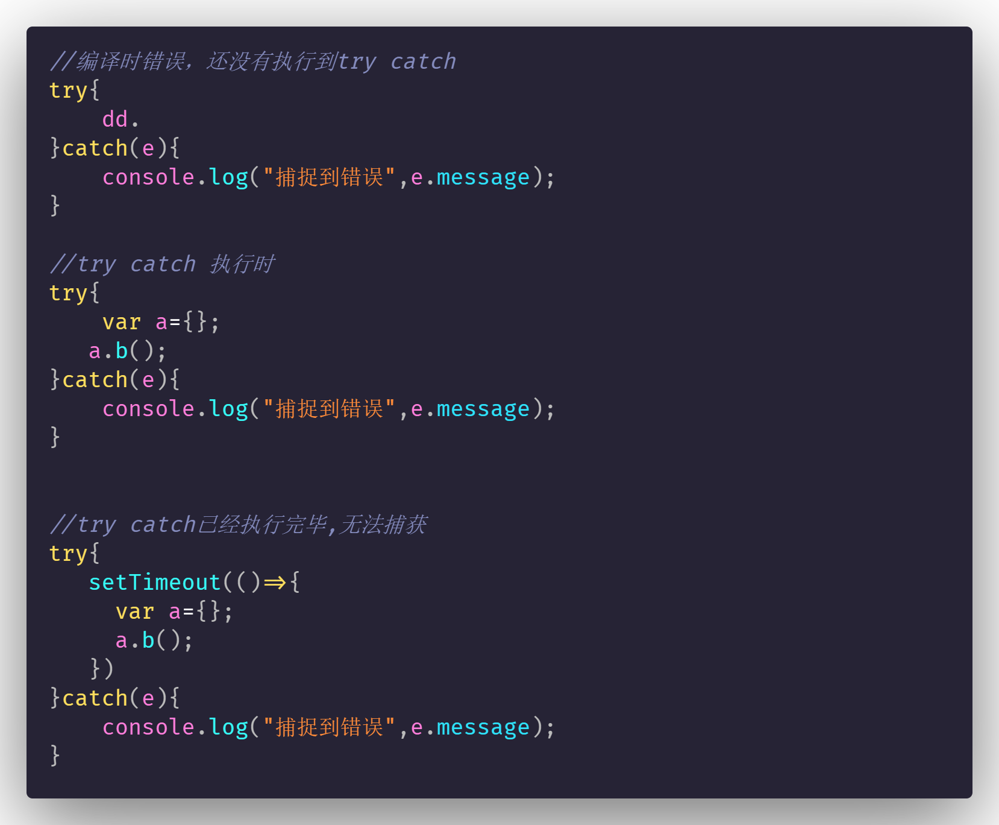 //编译时错误，还没有执行到try catch
try{
    dd.
}catch(e){
    console.log("捕捉到错误",e.message);
}
//try catch 执行时
try{
    var a={};
   a.b();
}catch(e){
    console.log("捕捉到错误",e.message);
}
//try catch已经执行完毕,无法捕获
try{
   setTimeout(()=>{
     var a={};
     a.b();
   })
}catch(e){
    console.log("捕捉到错误",e.message);
}